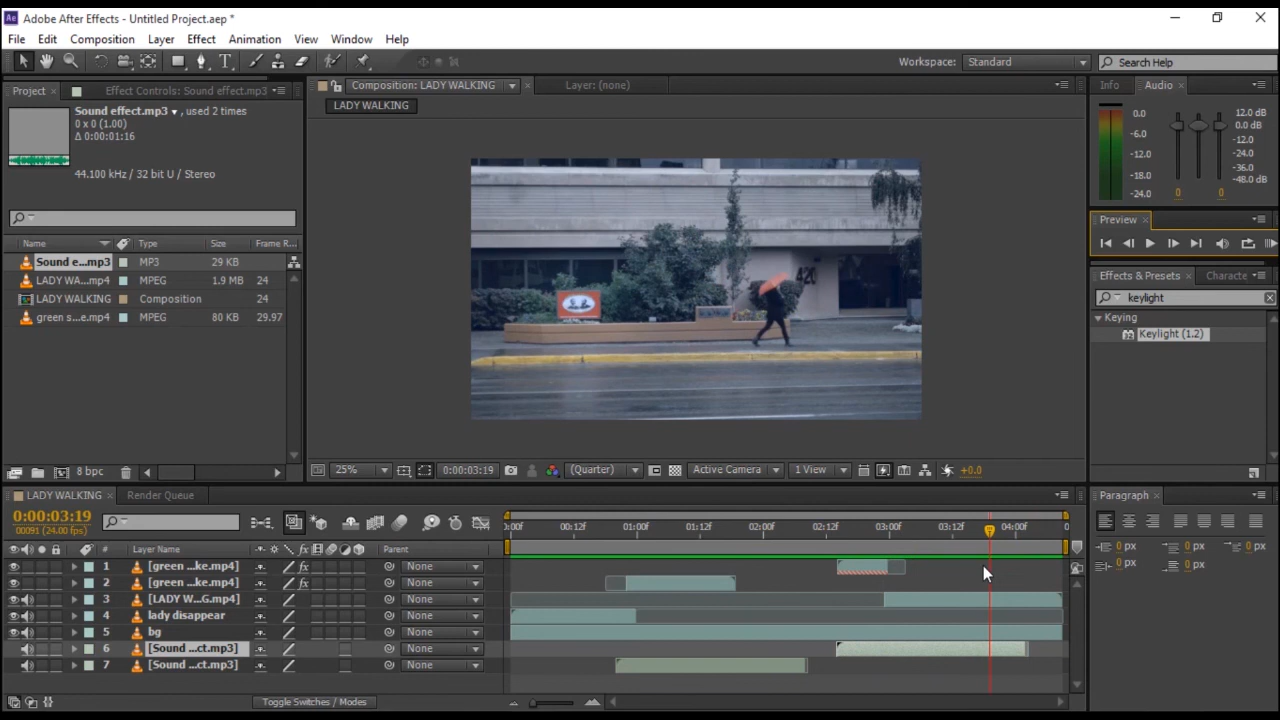 Adobe After Effects - Untitled Project.aep *
File Edit Composition Layer Effect Animation View Window Help
Workspace: Standard Search Help
Project Effect Controls: Sound effect.mp3
Sound effect.mp3 , used 2 times
0 x 0 (1.00)
Δ 0:00:01:16
44.100 kHz / 32 bit U / Stereo
Name Type Size Frame R...
Sound e...mp3 MP3 29 KB
LADY WA...mp4 MPEG 1.9 MB 24
LADY WALKING Composition 24
green s...e.mp4 MPEG 80 KB 29.97
8 bpc
Composition: LADY WALKING Layer: (none)
LADY WALKING
420
25% 0:00:03:19 (Quarter) Active Camera 1 View +0.0
Info Audio
0.0 12.0 dB
-6.0 0.0 dB
-12.0 -12.0 dB
-18.0 -24.0 dB
-24.0 -36.0 dB
-48.0 dB
0 0
Preview
Effects & Presets Characte
keylight
Keying
Keylight (1.2)
LADY WALKING Render Queue
0:00:03:19
00091 (24.00 fps)
:00f 00:12f 01:00f 01:12f 02:00f 02:12f 03:00f 03:12f 04:00f 0
# Layer Name Parent
1 [green ...ke.mp4] None
2 [green ...ke.mp4] None
3 [LADY W...G.mp4] None
4 lady disappear None
5 bg None
6 [Sound ...ct.mp3] None
7 [Sound ...ct.mp3] None
Toggle Switches / Modes
Paragraph
0 px 0 px 0 px
0 px 0 px